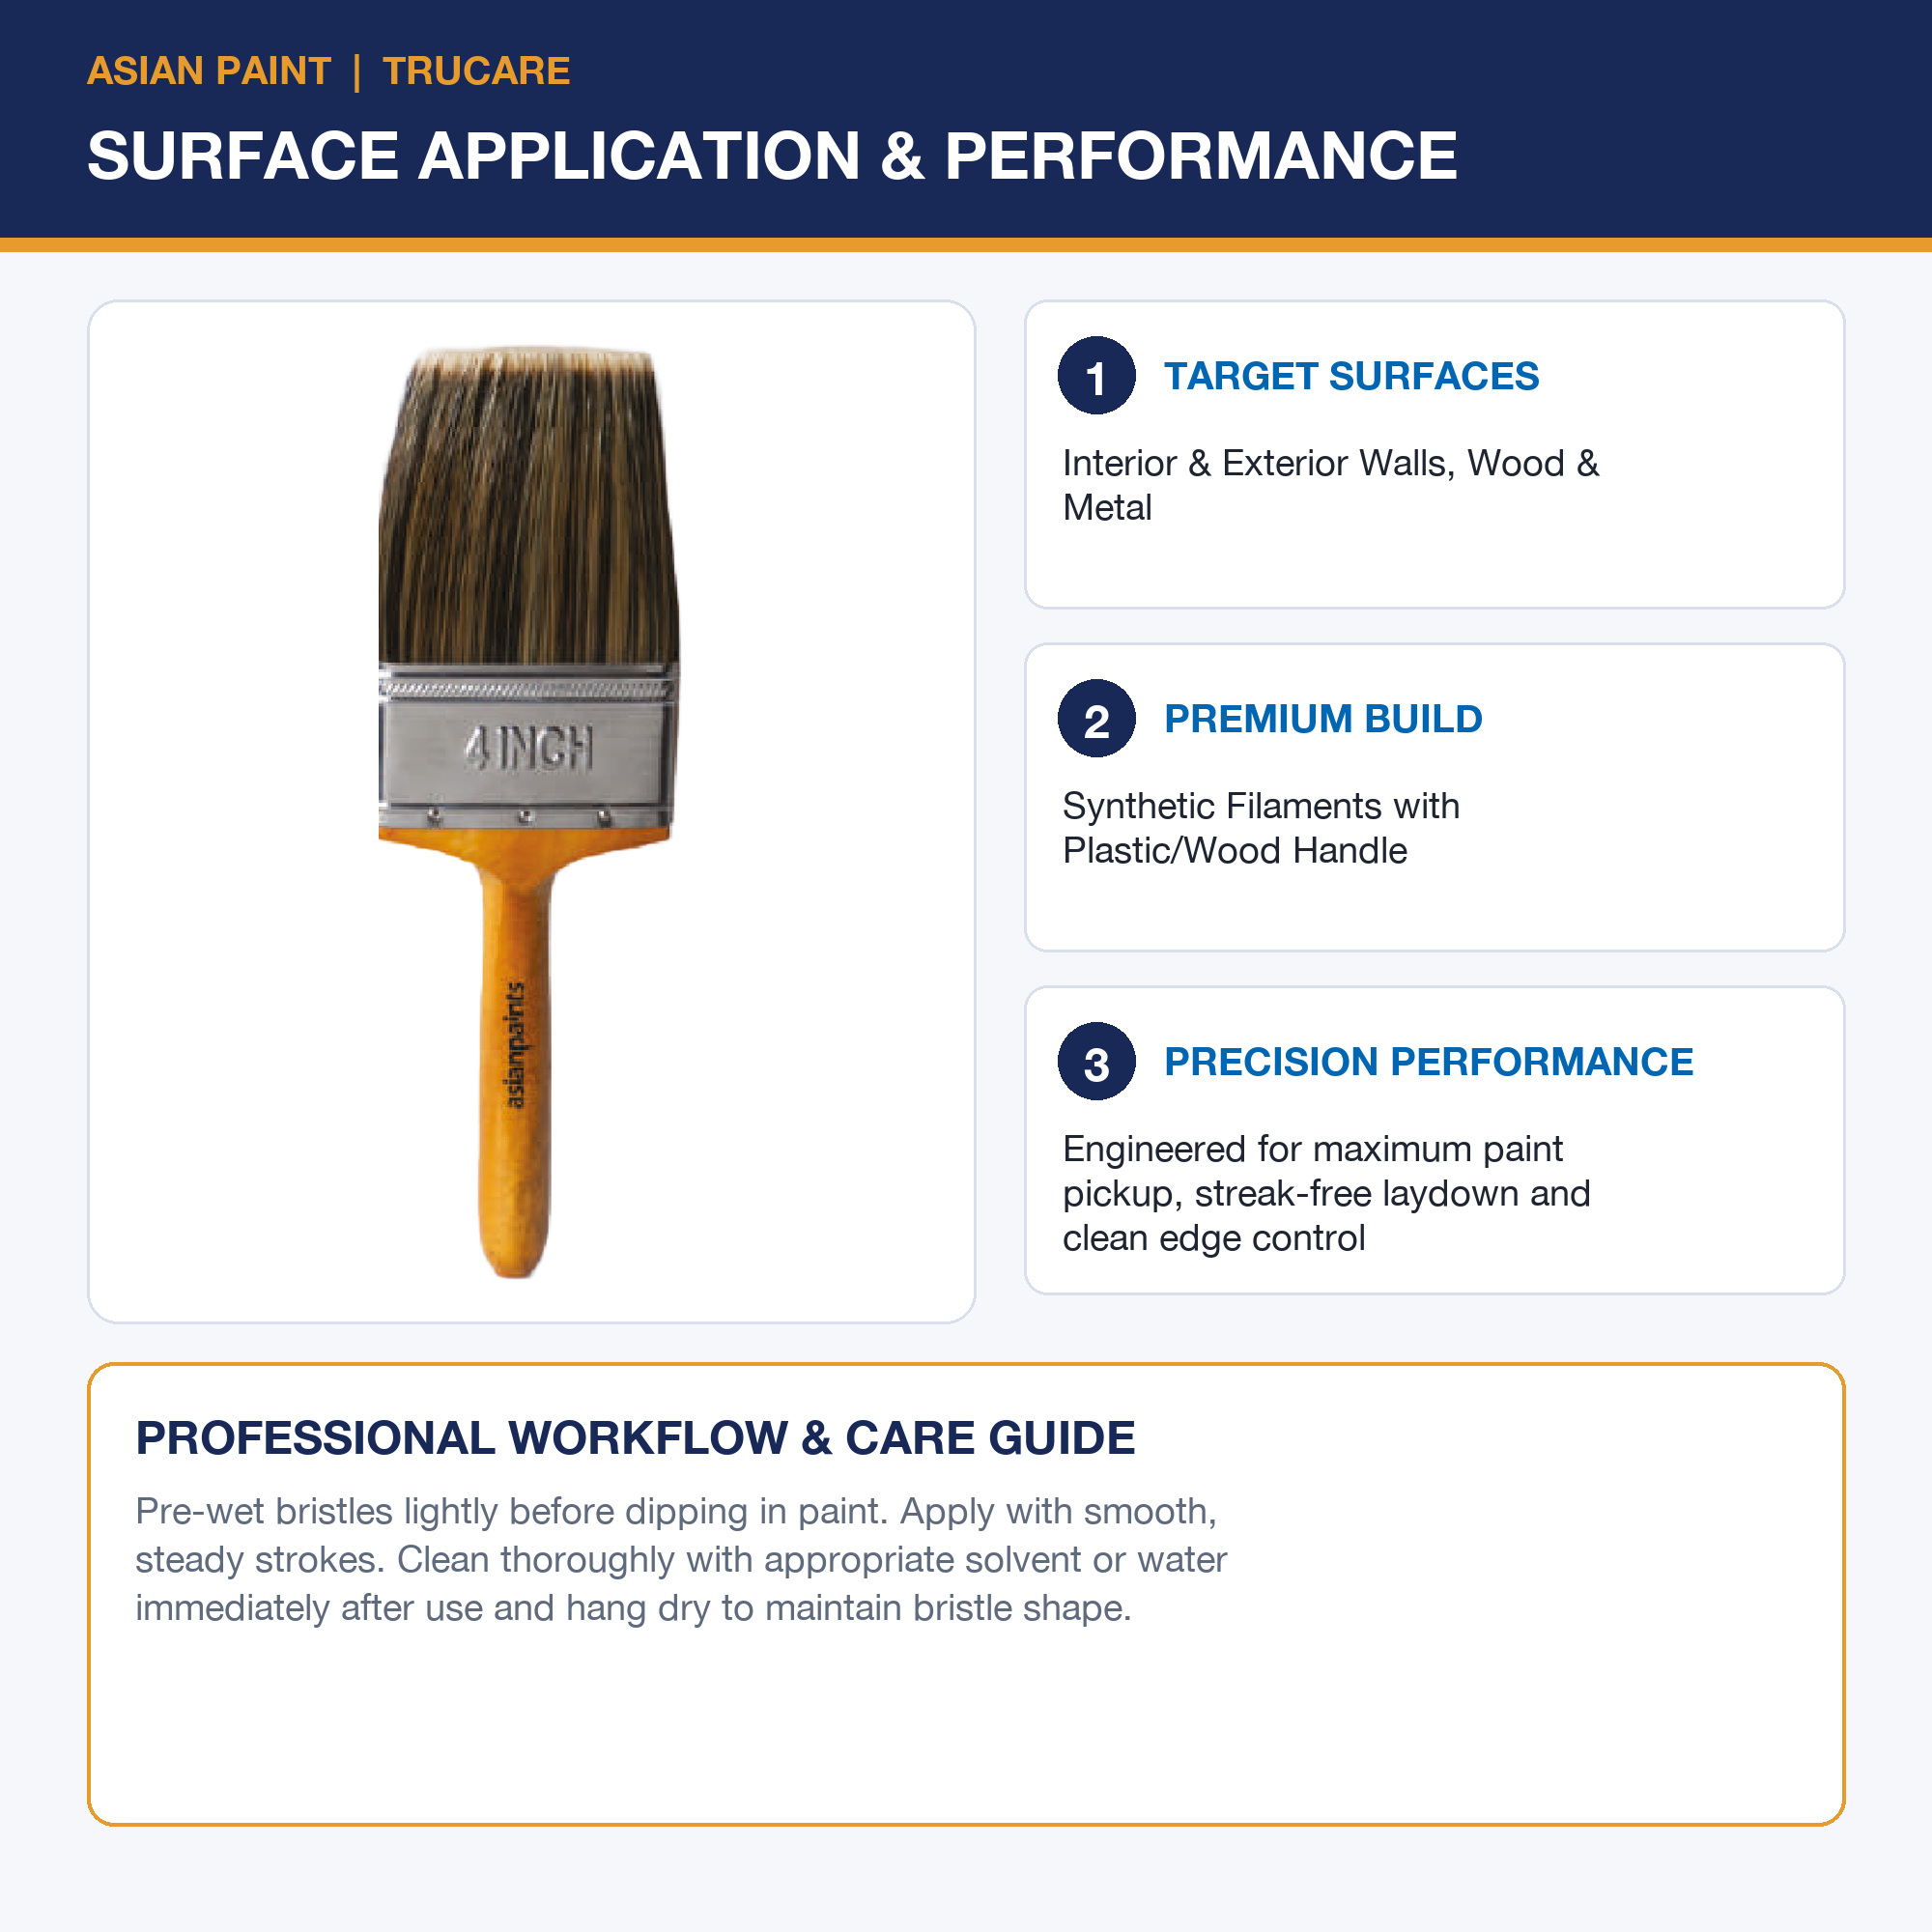 ASIAN PAINT | TRUCARE
SURFACE APPLICATION & PERFORMANCE
4 INCH
asianpaints
1 TARGET SURFACES
Interior & Exterior Walls, Wood &
Metal
2 PREMIUM BUILD
Synthetic Filaments with
Plastic/Wood Handle
3 PRECISION PERFORMANCE
Engineered for maximum paint
pickup, streak-free laydown and
clean edge control
PROFESSIONAL WORKFLOW & CARE GUIDE
Pre-wet bristles lightly before dipping in paint. Apply with smooth,
steady strokes. Clean thoroughly with appropriate solvent or water
immediately after use and hang dry to maintain bristle shape.